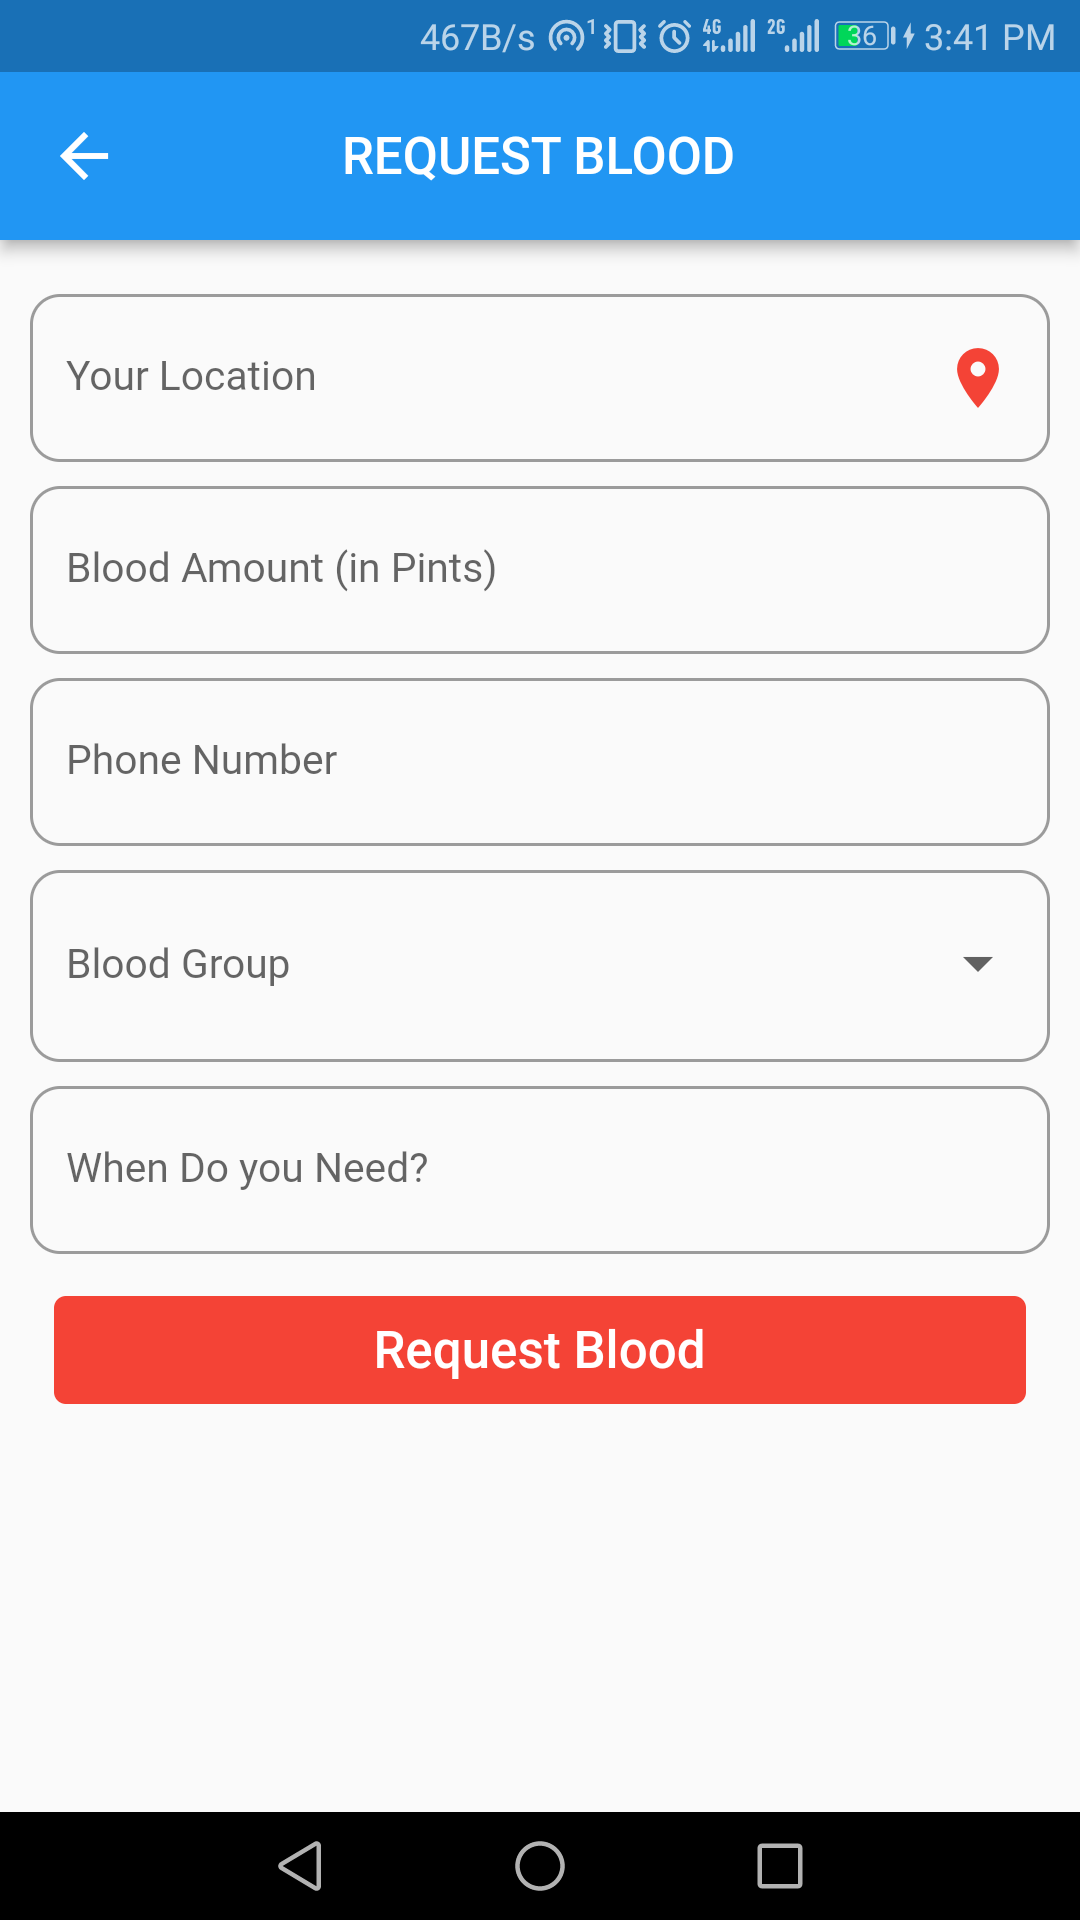 467B/s 1 4G 2G 36 3:41 PM
REQUEST BLOOD
Your Location
Blood Amount (in Pints)
Phone Number
Blood Group
When Do you Need?
Request Blood